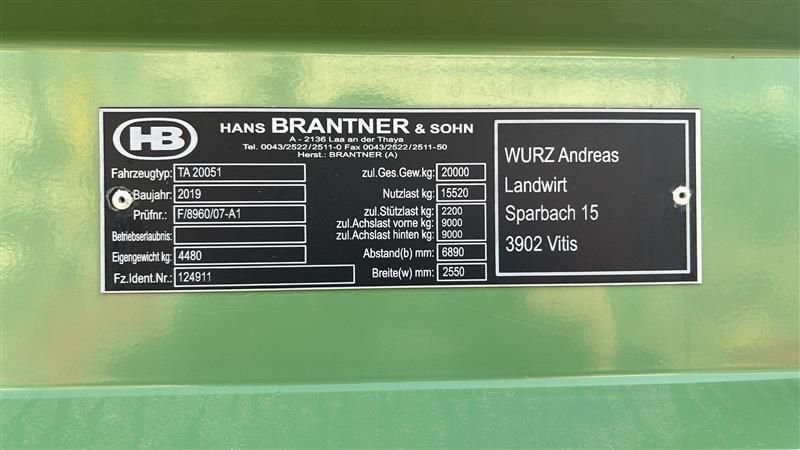 HB
HANS BRANTNER & SOHN
A - 2136 Laa an der Thaya
Tel. 0043/2522/2511-0 Fax 0043/2522/2511-50
Herst.: BRANTNER (A)
Fahrzeugtyp: TA 20051
Baujahr: 2019
Prüfnr.: F/8960/07-A1
Betriebserlaubnis:
Eigengewicht kg: 4480
Fz.Ident.Nr.: 124911
zul.Ges.Gew.kg: 20000
Nutzlast kg: 15520
zul.Stützlast kg: 2200
zul.Achslast vorne kg: 9000
zul.Achslast hinten kg: 9000
Abstand(b) mm: 6890
Breite(w) mm: 2550
WURZ Andreas
Landwirt
Sparbach 15
3902 Vitis